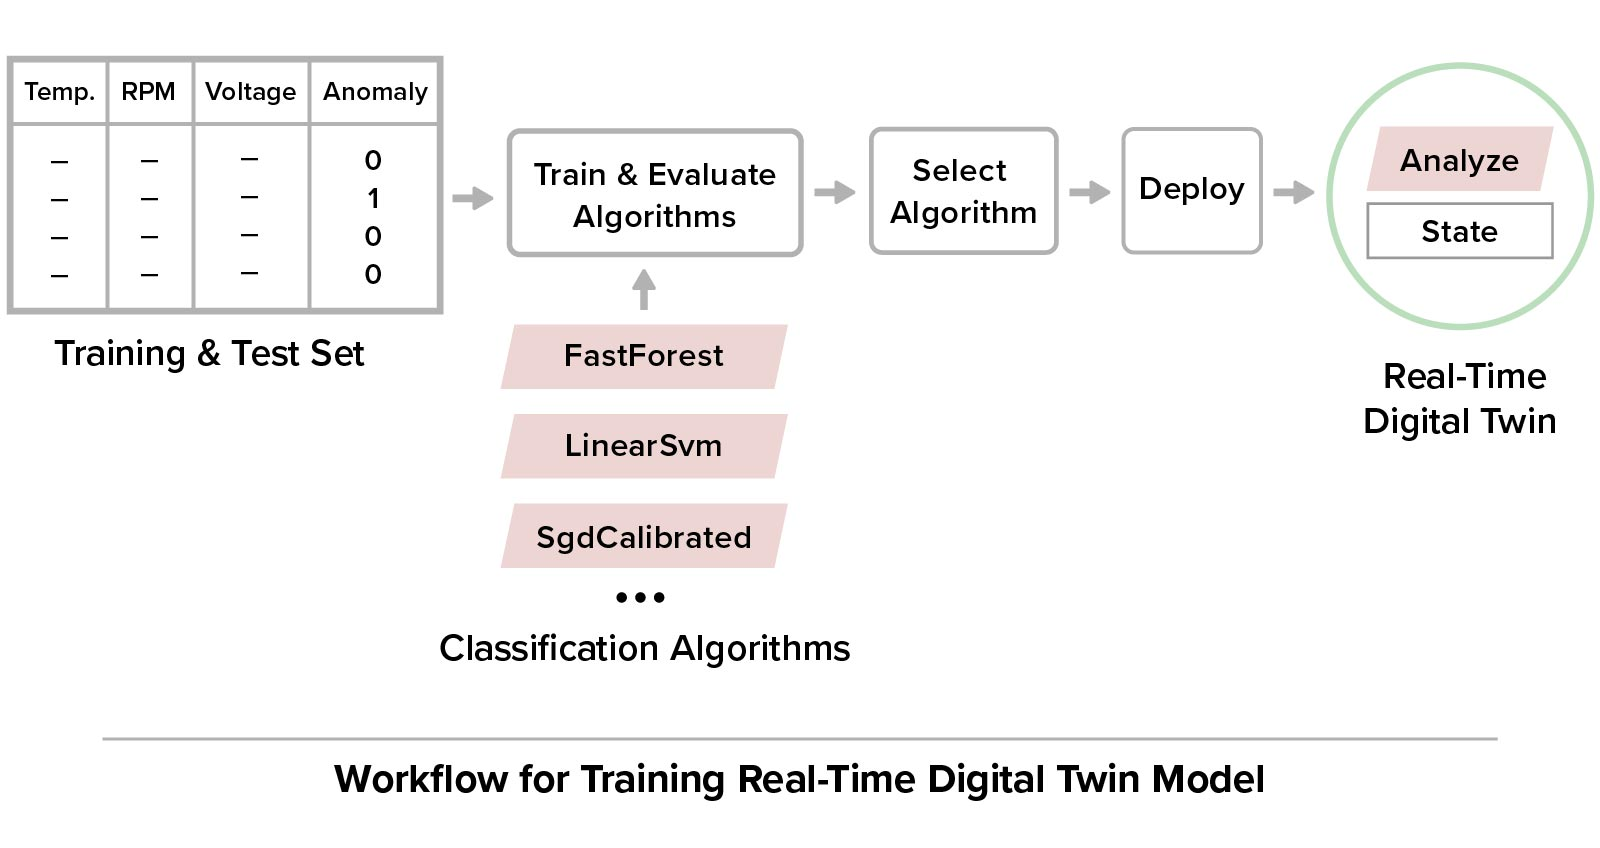 Temp. RPM Voltage Anomaly
– – – 0
– – – 1
– – – 0
– – – 0
Training & Test Set
Train & Evaluate
Algorithms
FastForest
LinearSvm
SgdCalibrated
•••
Classification Algorithms
Select
Algorithm
Deploy
Analyze
State
Real-Time
Digital Twin
Workflow for Training Real-Time Digital Twin Model